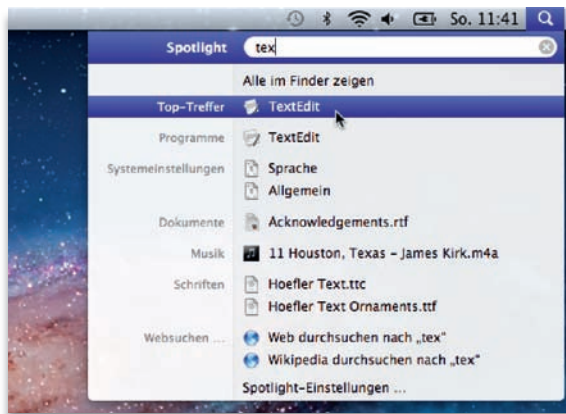 So. 11:41
Spotlight tex
Alle im Finder zeigen
Top-Treffer TextEdit
Programme TextEdit
Systemeinstellungen Sprache
Allgemein
Dokumente Acknowledgements.rtf
Musik 11 Houston, Texas – James Kirk.m4a
Schriften Hoefler Text.ttc
Hoefler Text Ornaments.ttf
Websuchen ... Web durchsuchen nach „tex“
Wikipedia durchsuchen nach „tex“
Spotlight-Einstellungen ...